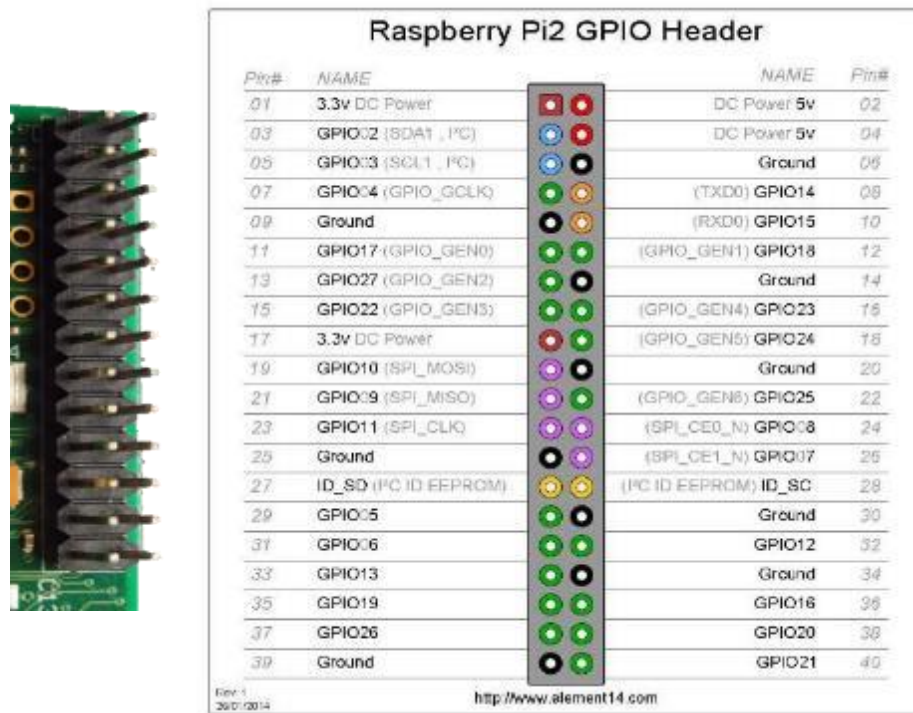 Raspberry Pi2 GPIO Header
Pin# NAME NAME Pin#
01 3.3v DC Power DC Power 5v 02
03 GPIO02 (SDA1 , I²C) DC Power 5v 04
05 GPIO03 (SCL1 , I²C) Ground 06
07 GPIO04 (GPIO_GCLK) (TXD0) GPIO14 08
09 Ground (RXD0) GPIO15 10
11 GPIO17 (GPIO_GEN0) (GPIO_GEN1) GPIO18 12
13 GPIO27 (GPIO_GEN2) Ground 14
15 GPIO22 (GPIO_GEN3) (GPIO_GEN4) GPIO23 16
17 3.3v DC Power (GPIO_GEN5) GPIO24 18
19 GPIO10 (SPI_MOSI) Ground 20
21 GPIO09 (SPI_MISO) (GPIO_GEN6) GPIO25 22
23 GPIO11 (SPI_CLK) (SPI_CE0_N) GPIO08 24
25 Ground (SPI_CE1_N) GPIO07 26
27 ID_SD (I²C ID EEPROM) (I²C ID EEPROM) ID_SC 28
29 GPIO05 Ground 30
31 GPIO06 GPIO12 32
33 GPIO13 Ground 34
35 GPIO19 GPIO16 36
37 GPIO26 GPIO20 38
39 Ground GPIO21 40
Rev. 1
26/01/2014 http://www.element14.com